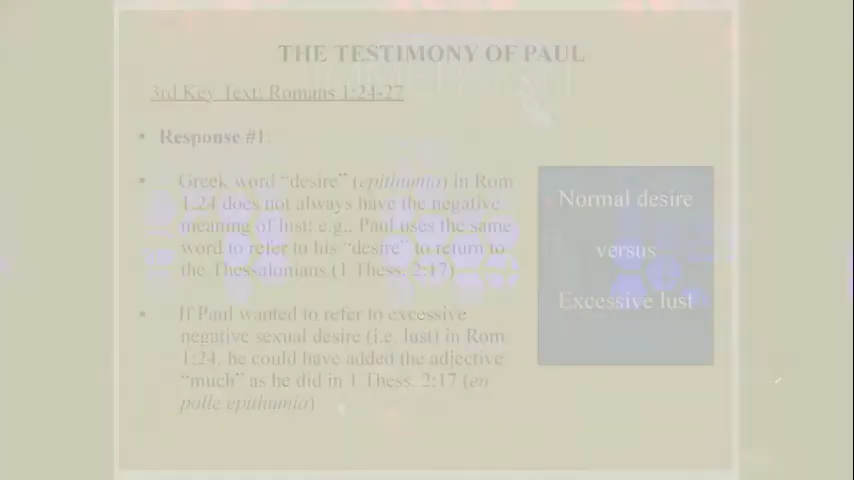 THE TESTIMONY OF PAUL
3rd Key Text: Romans 1:24-27
• Response #1:
• Greek word “desire” (epithumia) in Rom
1:24 does not always have the negative
meaning of lust: e.g., Paul uses the same
word to refer to his “desire” to return to
the Thessalonians (1 Thess. 2:17)
• If Paul wanted to refer to excessive
negative sexual desire (i.e. lust) in Rom
1:24, he could have added the adjective
“much” as he did in 1 Thess. 2:17 (en
polle epithumia)
Normal desire
versus
Excessive lust